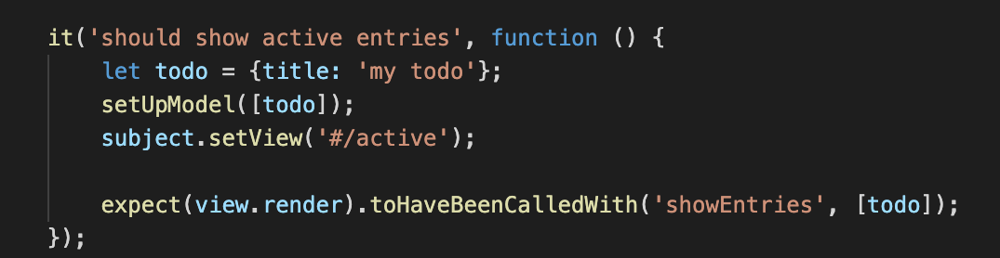 it('should show active entries', function () {
    let todo = {title: 'my todo'};
    setUpModel([todo]);
    subject.setView('#/active');

    expect(view.render).toHaveBeenCalledWith('showEntries', [todo]);
});